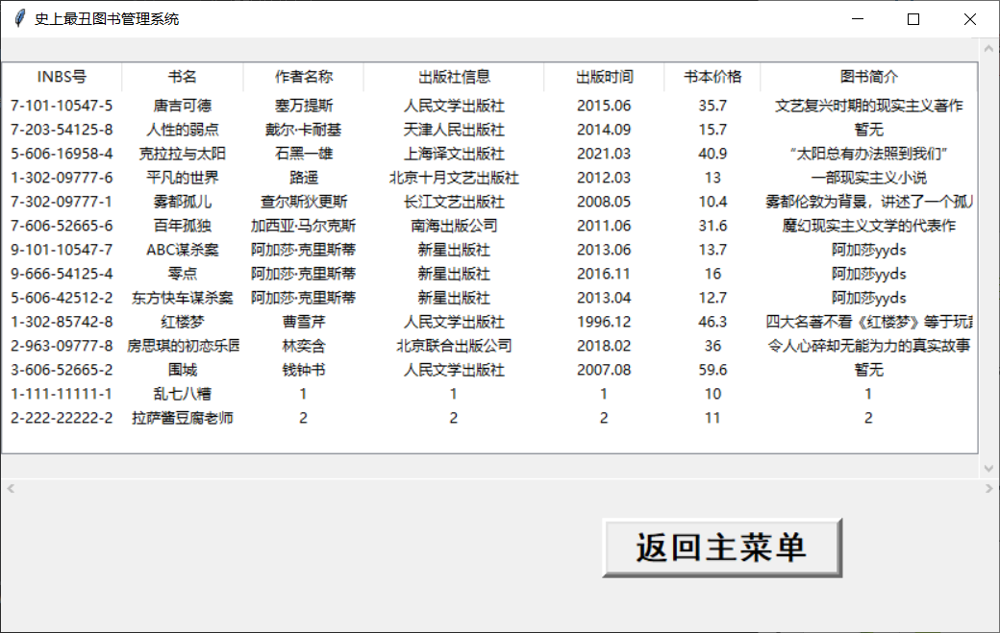 史上最丑图书管理系统
INBS号 书名 作者名称 出版社信息 出版时间 书本价格 图书简介
7-101-10547-5 唐吉可德 塞万提斯 人民文学出版社 2015.06 35.7 文艺复兴时期的现实主义著作
7-203-54125-8 人性的弱点 戴尔·卡耐基 天津人民出版社 2014.09 15.7 暂无
5-606-16958-4 克拉拉与太阳 石黑一雄 上海译文出版社 2021.03 40.9 “太阳总有办法照到我们”
1-302-09777-6 平凡的世界 路遥 北京十月文艺出版社 2012.03 13 一部现实主义小说
7-302-09777-1 雾都孤儿 查尔斯狄更斯 长江文艺出版社 2008.05 10.4 雾都伦敦为背景，讲述了一个孤儿
7-606-52665-6 百年孤独 加西亚·马尔克斯 南海出版公司 2011.06 31.6 魔幻现实主义文学的代表作
9-101-10547-7 ABC谋杀案 阿加莎·克里斯蒂 新星出版社 2013.06 13.7 阿加莎yyds
9-666-54125-4 零点 阿加莎·克里斯蒂 新星出版社 2016.11 16 阿加莎yyds
5-606-42512-2 东方快车谋杀案 阿加莎·克里斯蒂 新星出版社 2013.04 12.7 阿加莎yyds
1-302-85742-8 红楼梦 曹雪芹 人民文学出版社 1996.12 46.3 四大名著不看《红楼梦》等于玩
2-963-09777-8 房思琪的初恋乐园 林奕含 北京联合出版公司 2018.02 36 令人心碎却无能为力的真实故事
3-606-52665-2 围城 钱钟书 人民文学出版社 2007.08 59.6 暂无
1-111-11111-1 乱七八糟 1 1 1 10 1
2-222-22222-2 拉萨酱豆腐老师 2 2 2 11 2
返回主菜单